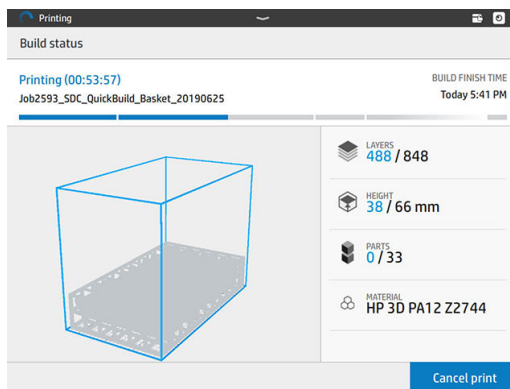 Printing
Build status
Printing (00:53:57)
BUILD FINISH TIME
Job2593_SDC_QuickBuild_Basket_20190625
Today 5:41 PM
LAYERS
488 / 848
HEIGHT
38 / 66 mm
PARTS
0 / 33
MATERIAL
HP 3D PA12 Z2744
Cancel print